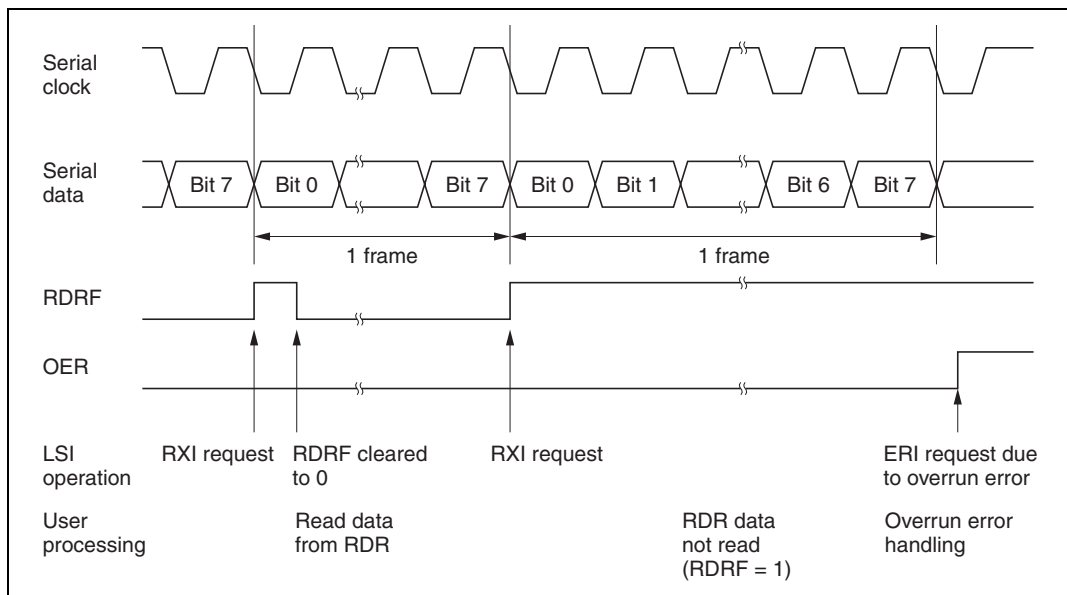 Serial
clock
Serial
data
Bit 7 Bit 0 Bit 7 Bit 0 Bit 1 Bit 6 Bit 7
1 frame 1 frame
RDRF
OER
LSI
operation
RXI request
RDRF cleared
to 0
RXI request
ERI request due
to overrun error
User
processing
Read data
from RDR
RDR data
not read
(RDRF = 1)
Overrun error
handling